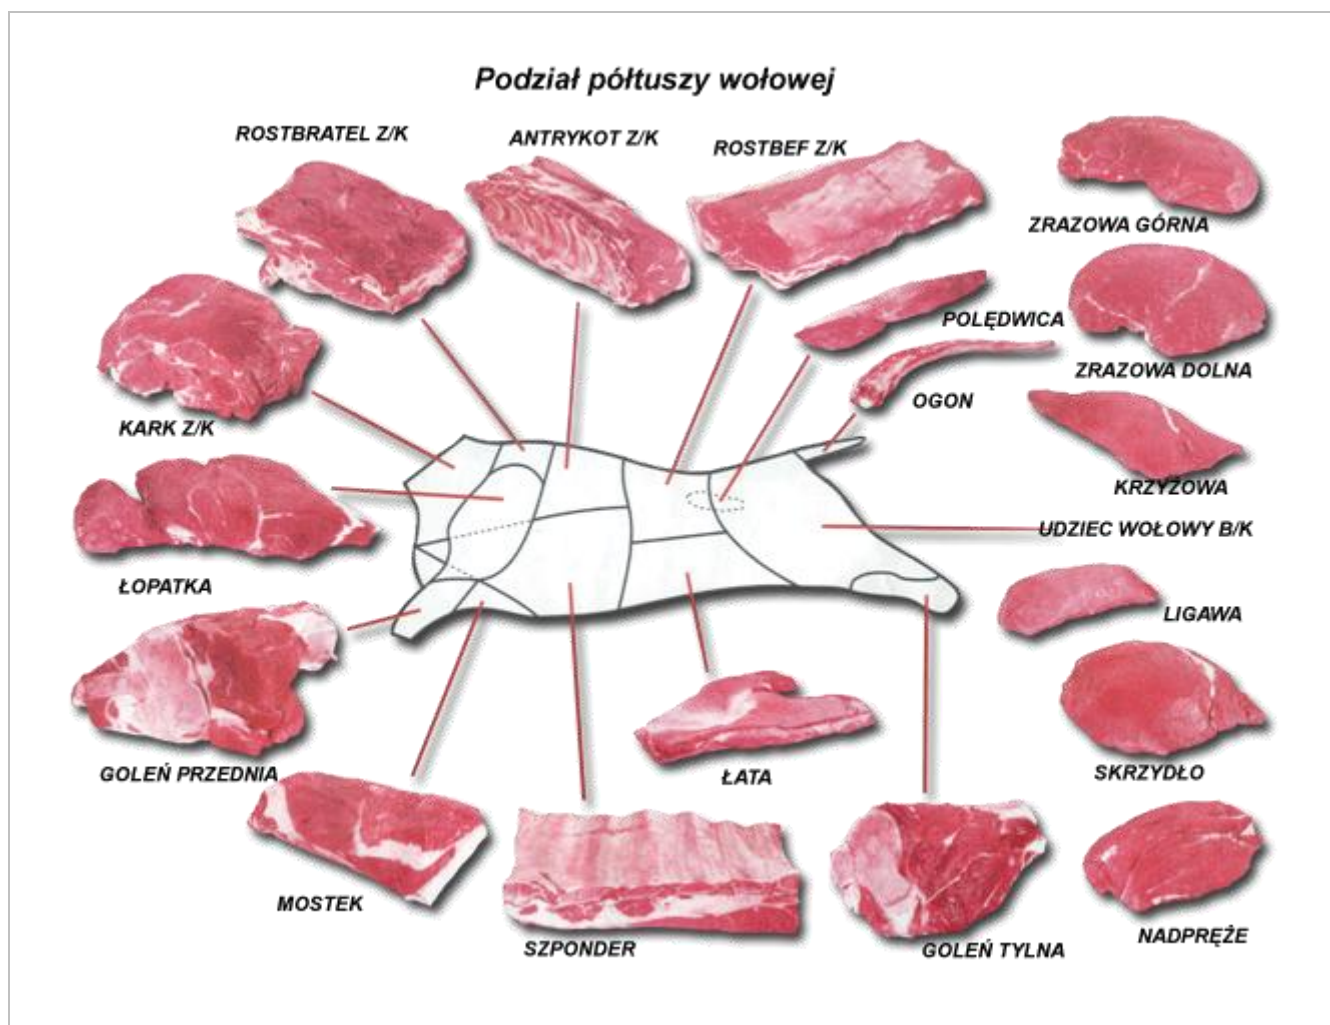 Podział półtuszy wołowej
ROSTBRATEL Z/K
ANTRYKOT Z/K
ROSTBEF Z/K
ZRAZOWA GÓRNA
POLĘDWICA
ZRAZOWA DOLNA
OGON
KARK Z/K
KRZYŻOWA
UDZIEC WOŁOWY B/K
ŁOPATKA
LIGAWA
GOLEŃ PRZEDNIA
ŁATA
SKRZYDŁO
MOSTEK
SZPONDER
GOLEŃ TYLNA
NADPRĘŻE